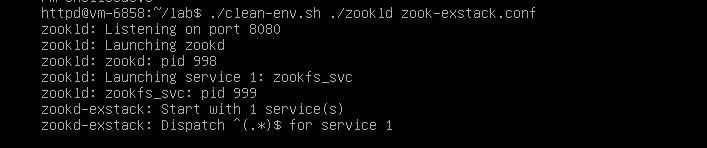 httpd@vm-6858:~/lab$ ./clean-env.sh ./zookld zook-exstack.conf
zookld: Listening on port 8080
zookld: Launching zookd
zookld: zookd: pid 998
zookld: Launching service 1: zookfs_svc
zookld: zookfs_svc: pid 999
zookd-exstack: Start with 1 service(s)
zookd-exstack: Dispatch ^(.*)$ for service 1